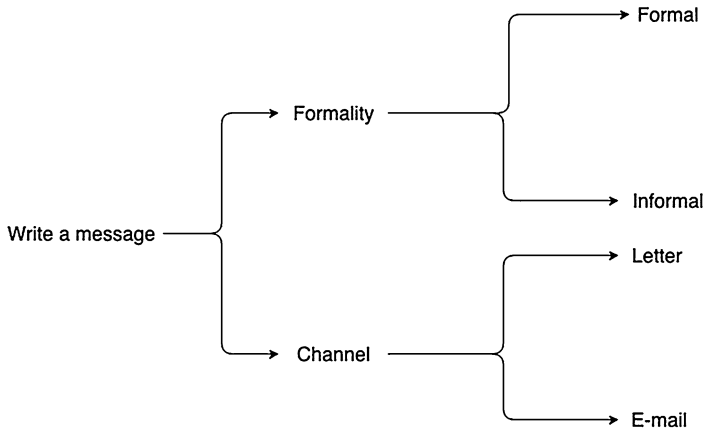 Formal
Formality
Informal
Write a message
Letter
Channel
E-mail